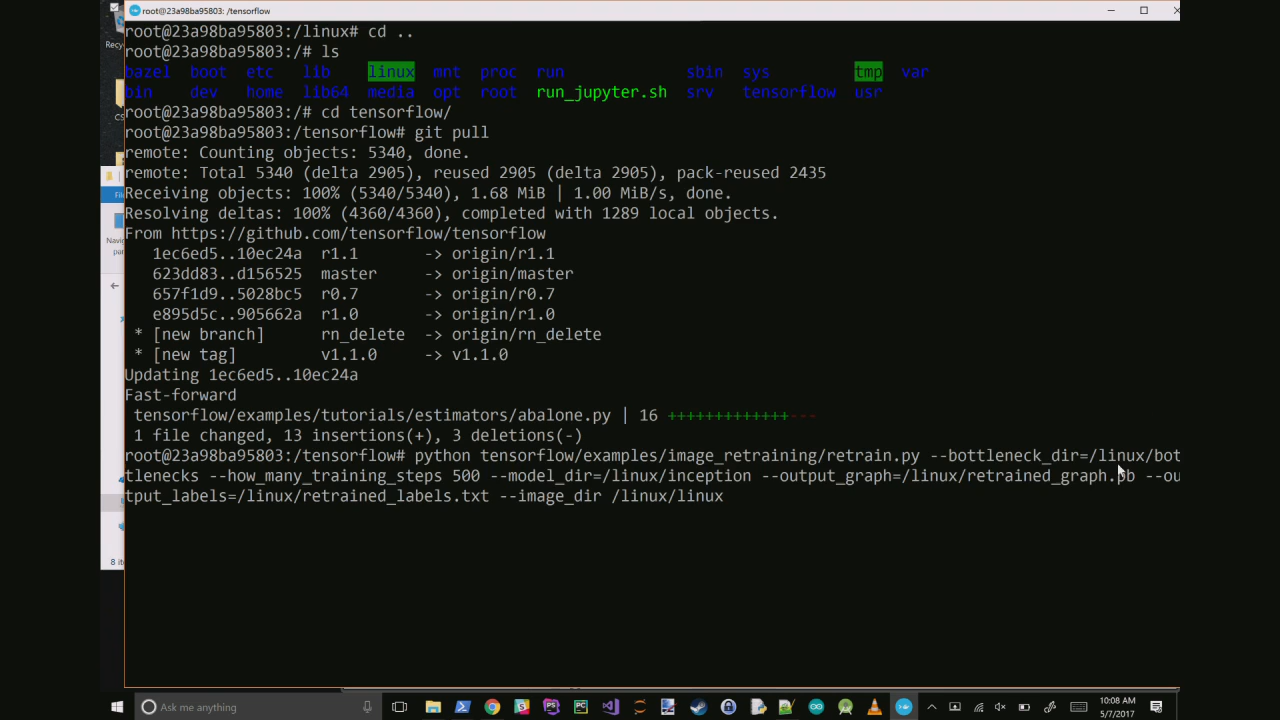 root@23a98ba95803: /tensorflow
root@23a98ba95803:/linux# cd ..
root@23a98ba95803:/# ls
bazel boot etc lib linux mnt proc run sbin sys tmp var
bin dev home lib64 media opt root run_jupyter.sh srv tensorflow usr
root@23a98ba95803:/# cd tensorflow/
root@23a98ba95803:/tensorflow# git pull
remote: Counting objects: 5340, done.
remote: Total 5340 (delta 2905), reused 2905 (delta 2905), pack-reused 2435
Receiving objects: 100% (5340/5340), 1.68 MiB | 1.00 MiB/s, done.
Resolving deltas: 100% (4360/4360), completed with 1289 local objects.
From https://github.com/tensorflow/tensorflow
1ec6ed5..10ec24a r1.1 -> origin/r1.1
623dd83..d156525 master -> origin/master
657f1d9..5028bc5 r0.7 -> origin/r0.7
e895d5c..905662a r1.0 -> origin/r1.0
* [new branch] rn_delete -> origin/rn_delete
* [new tag] v1.1.0 -> v1.1.0
Updating 1ec6ed5..10ec24a
Fast-forward
tensorflow/examples/tutorials/estimators/abalone.py | 16 +++++++++++++---
1 file changed, 13 insertions(+), 3 deletions(-)
root@23a98ba95803:/tensorflow# python tensorflow/examples/image_retraining/retrain.py --bottleneck_dir=/linux/bot
tlenecks --how_many_training_steps 500 --model_dir=/linux/inception --output_graph=/linux/retrained_graph.pb --ou
tput_labels=/linux/retrained_labels.txt --image_dir /linux/linux
Recy
CS
File
Navig
pan
8 ite
Ask me anything
10:08 AM
5/7/2017